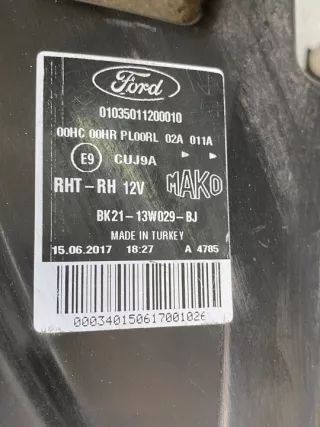 Ford
01035011200010
00HC 00HR PL00RL 02A 011A
E9 CUJ9A
RHT-RH 12V MAKO
BK21-13W029-BJ
MADE IN TURKEY
15.06.2017 18:27 A 4785
000340150617001026